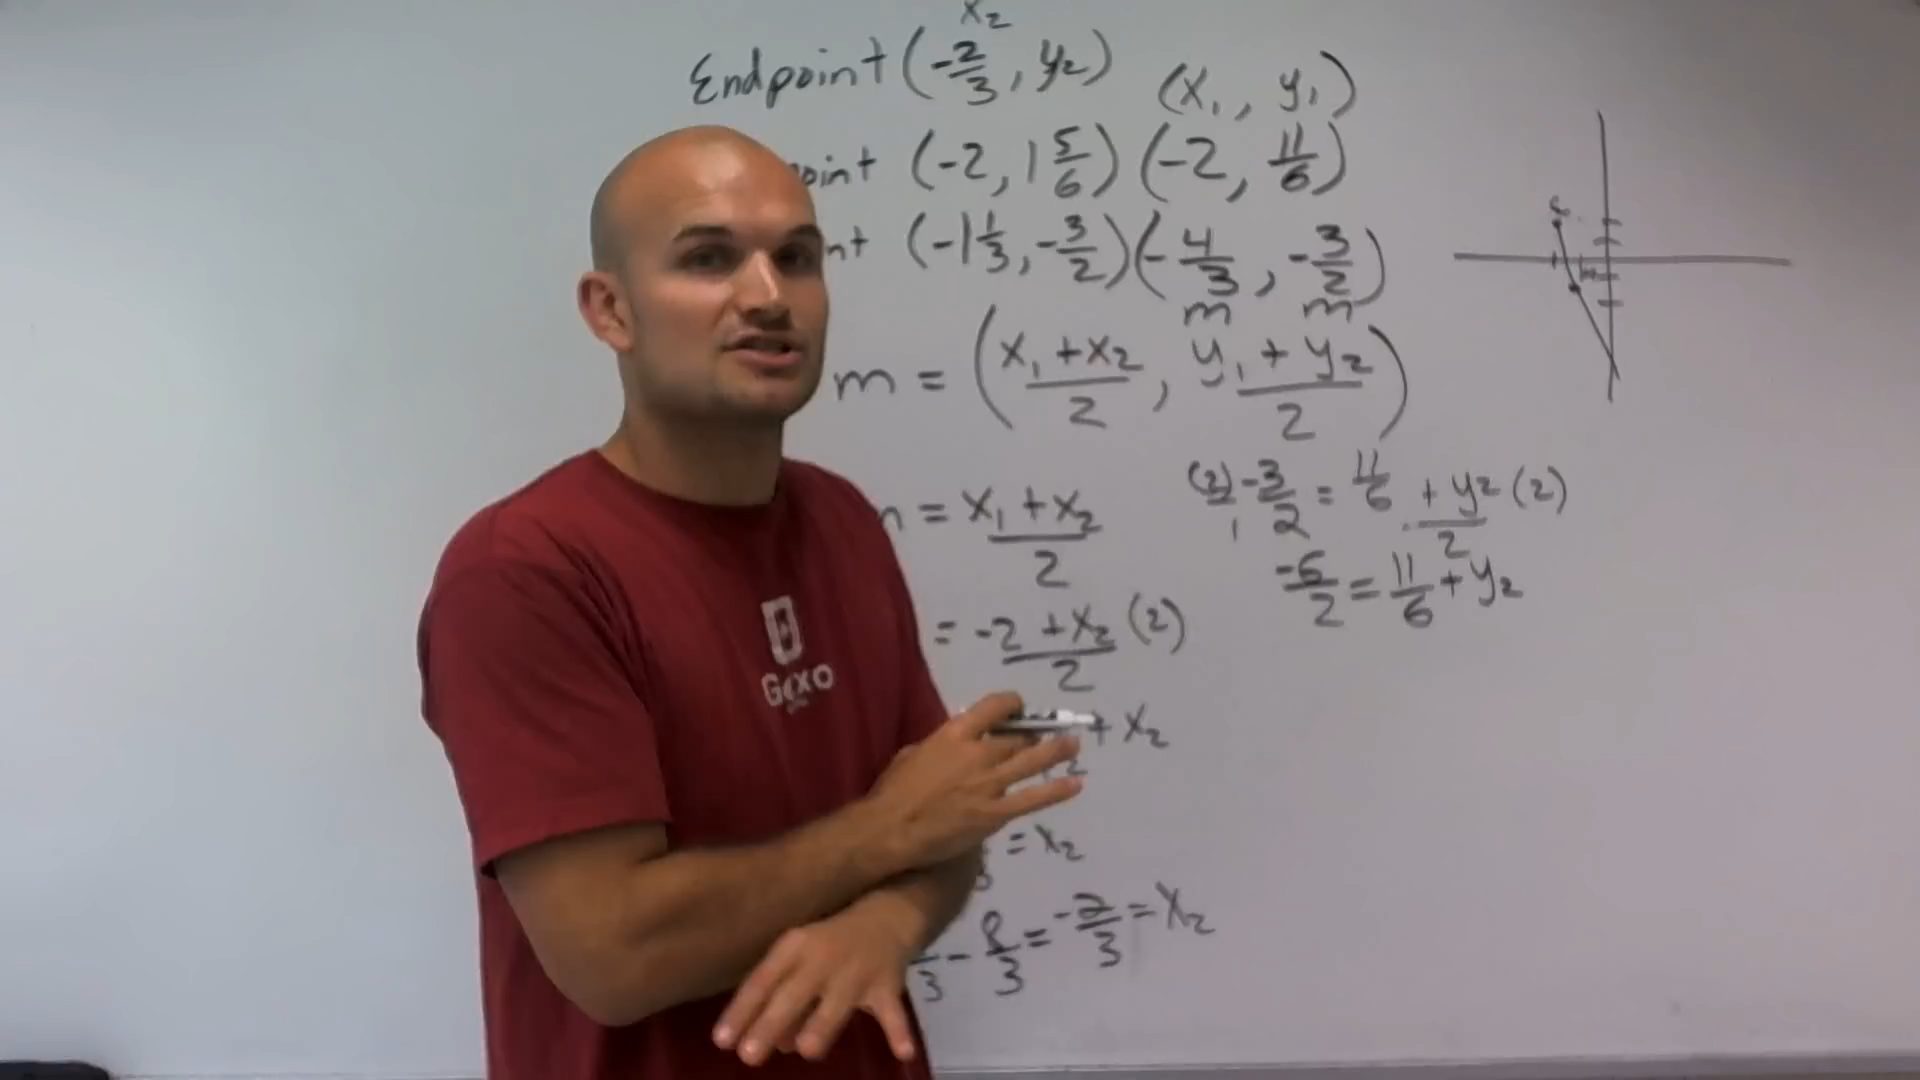 x₂
Endpoint (-2/3, y₂) (x₁, y₁)
oint (-2, 1 5/6) (-2, 11/6)
nt (-1 1/3, -3/2) (-4/3, -3/2)
m m
m = (x₁ + x₂ / 2, y₁ + y₂ / 2)
= x₁ + x₂ / 2
(2)/1 -3/2 = 11/6 + y₂ / 2 (2)
-6/2 = 11/6 + y₂
= -2 + x₂ / 2 (2)
+ x₂
= x₂
/3 - 8/3 = -2/3 = x₂